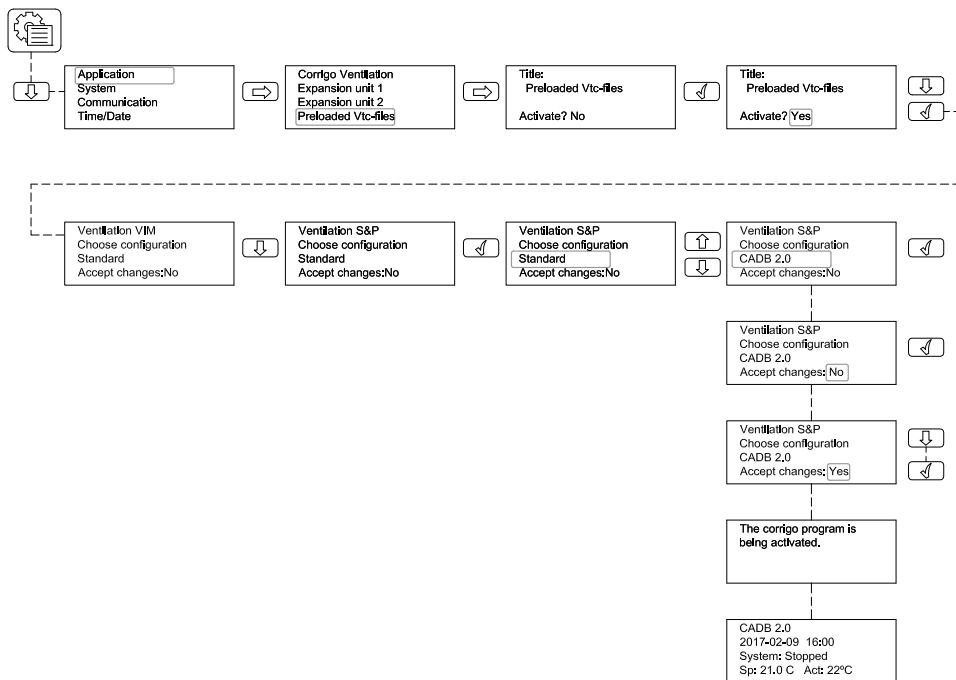 Application
System
Communication
Time/Date
Corrigo Ventilation
Expansion unit 1
Expansion unit 2
Preloaded Vtc-files
Title:
Preloaded Vtc-files
Activate? No
Title:
Preloaded Vtc-files
Activate? Yes
Ventilation VIM
Choose configuration
Standard
Accept changes:No
Ventilation S&P
Choose configuration
Standard
Accept changes:No
Ventilation S&P
Choose configuration
Standard
Accept changes:No
Ventilation S&P
Choose configuration
CADB 2.0
Accept changes:No
Ventilation S&P
Choose configuration
CADB 2.0
Accept changes: No
Ventilation S&P
Choose configuration
CADB 2.0
Accept changes: Yes
The corrigo program is
being activated.
CADB 2.0
2017-02-09 16:00
System: Stopped
Sp: 21.0 C Act: 22ºC